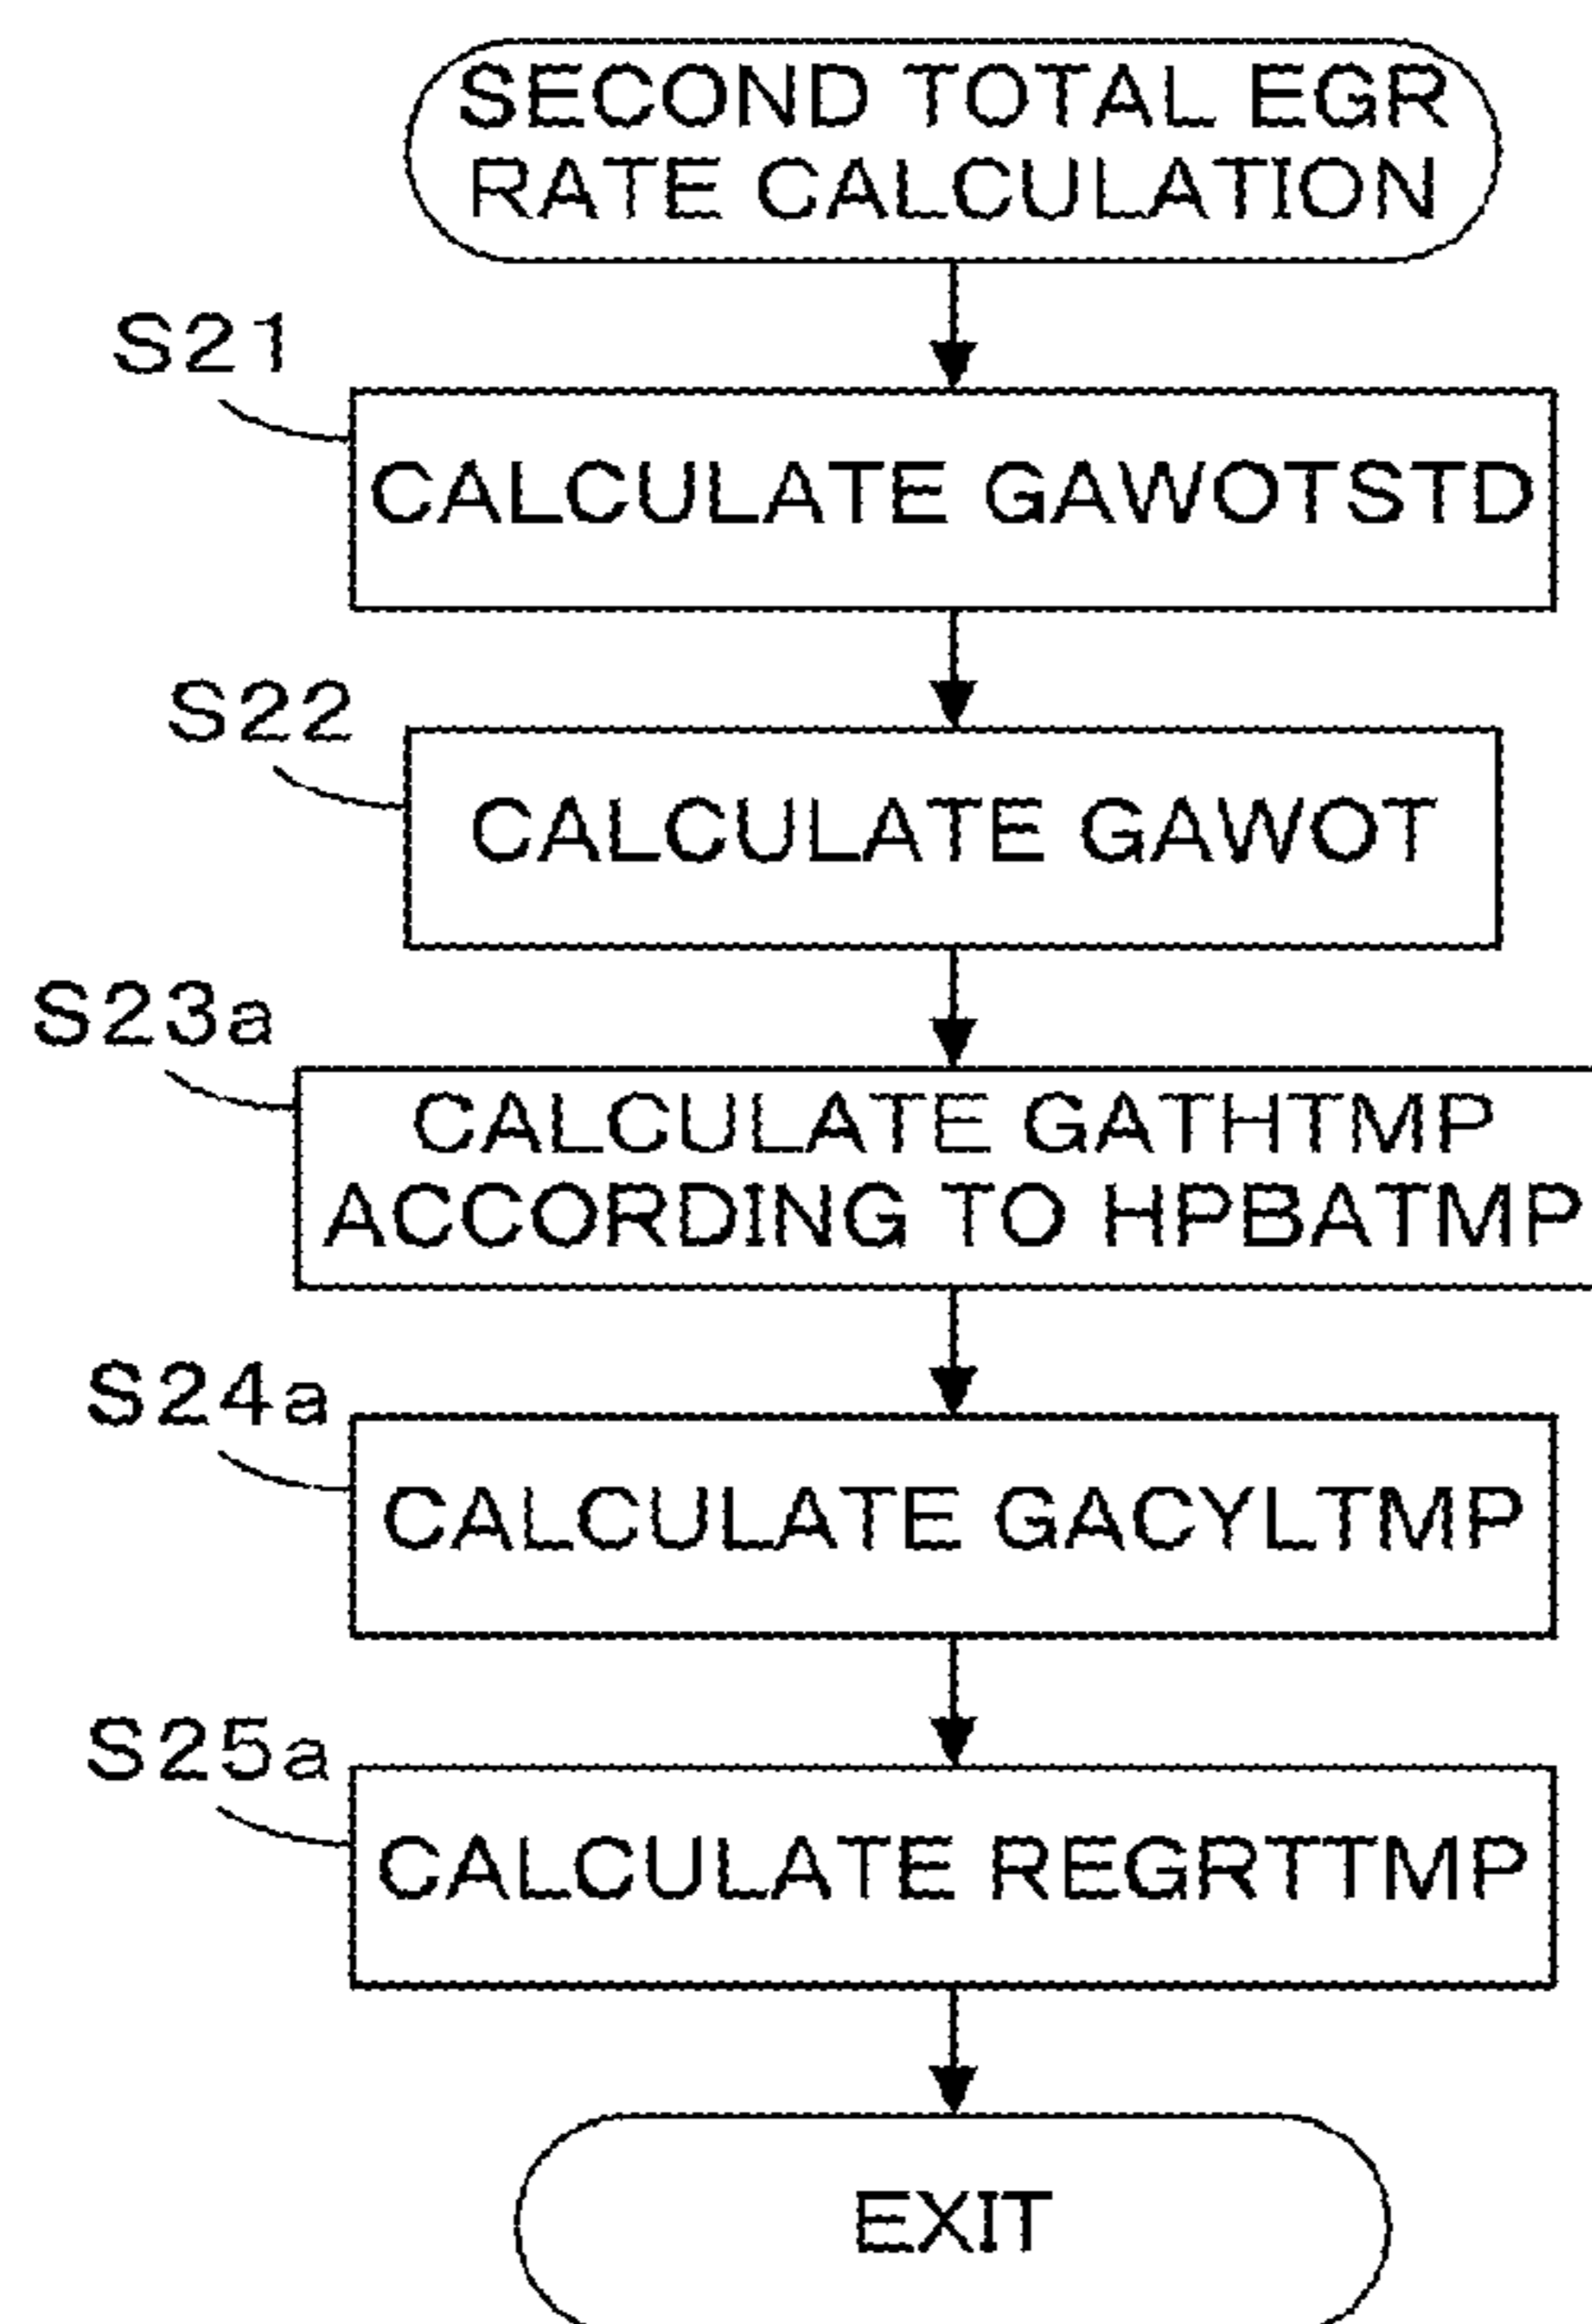 SECOND TOTAL EGR
RATE CALCULATION
S21
CALCULATE GAWOTSTD
S22
CALCULATE GAWOT
S23a
CALCULATE GATHTMP
ACCORDING TO HPBATMP
S24a
CALCULATE GACYLTMP
S25a
CALCULATE REGRTTMP
EXIT